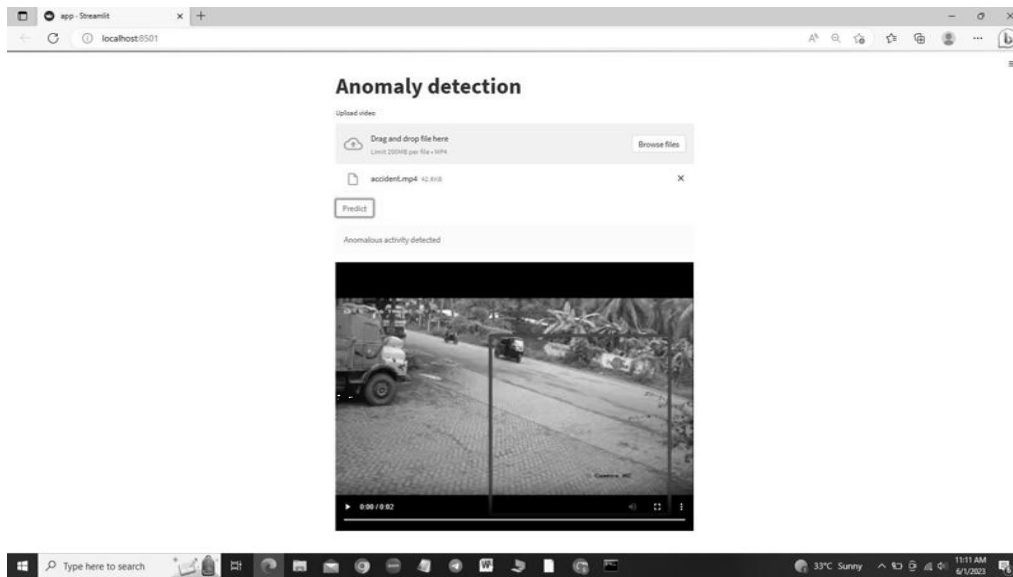 app · Streamlit
localhost:8501
Anomaly detection
Upload video
Drag and drop file here
Limit 200MB per file • MP4
Browse files
accident.mp4 42.8KB
Predict
Anomalous activity detected
0:00 / 0:02
Type here to search
33°C Sunny
11:11 AM
6/1/2023